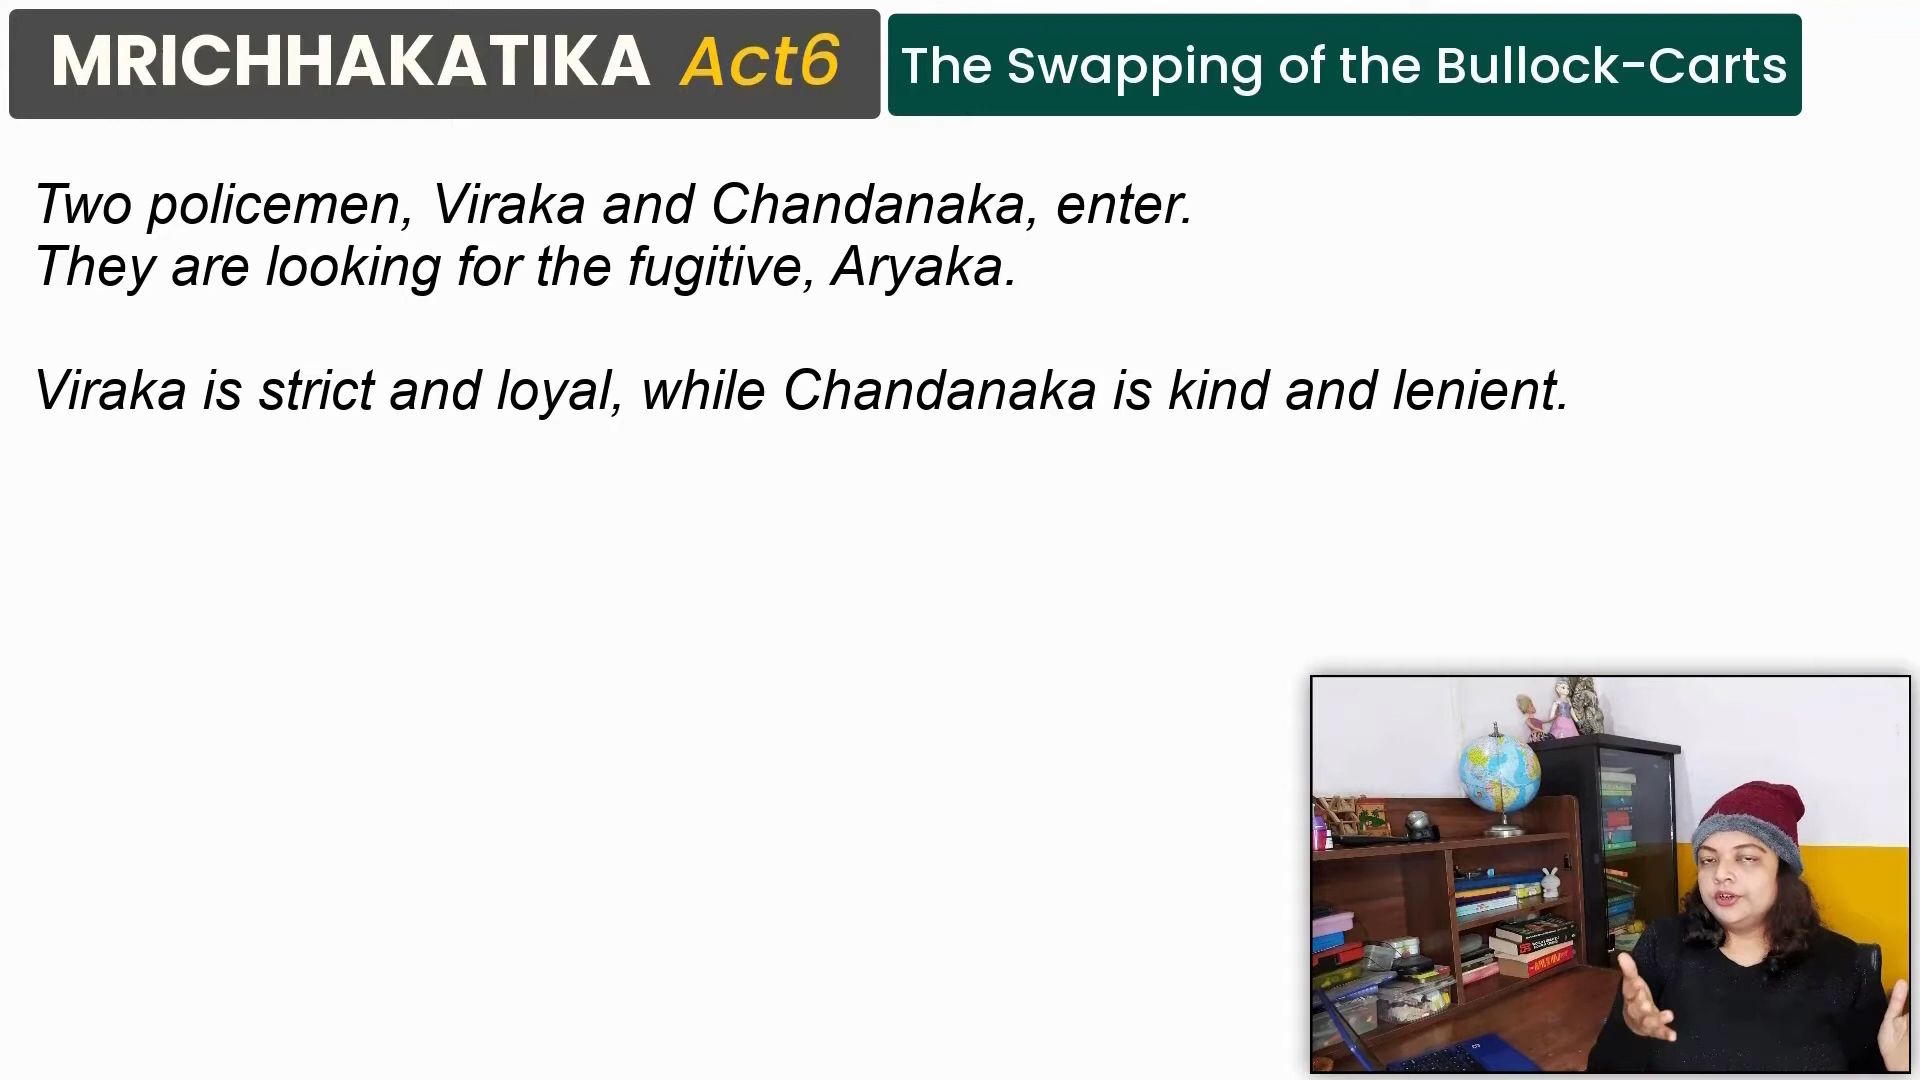 MRICHHAKATIKA Act6
The Swapping of the Bullock-Carts
Two policemen, Viraka and Chandanaka, enter.
They are looking for the fugitive, Aryaka.
Viraka is strict and loyal, while Chandanaka is kind and lenient.